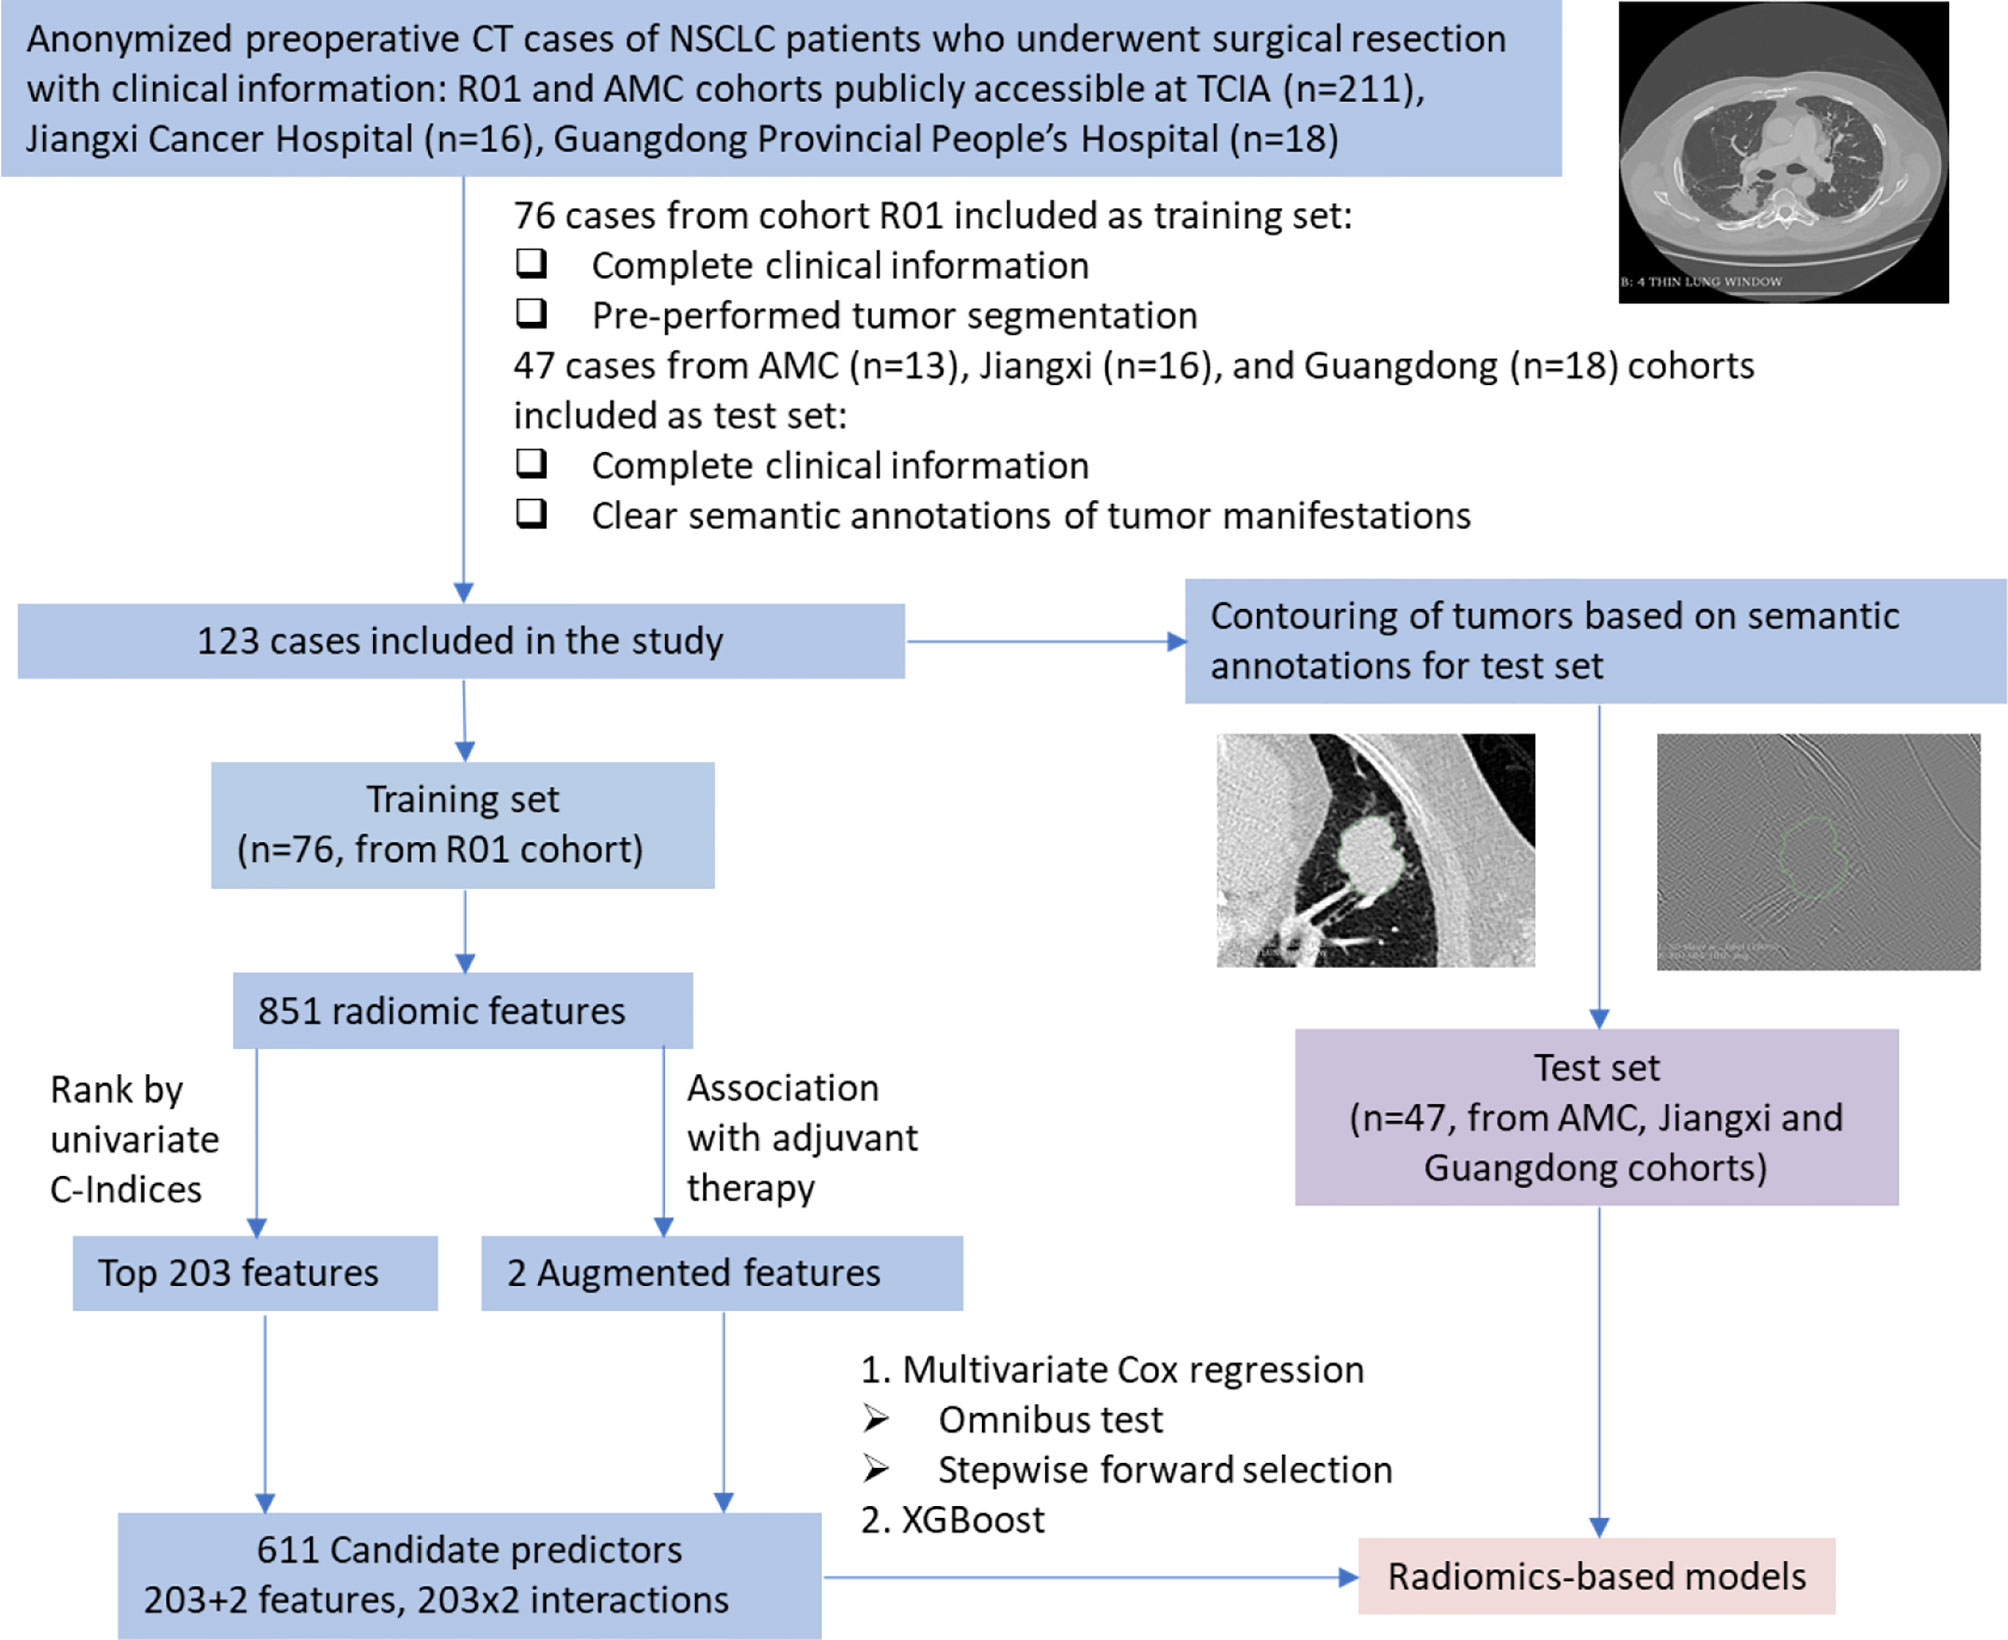 Anonymized preoperative CT cases of NSCLC patients who underwent surgical resection
with clinical information: R01 and AMC cohorts publicly accessible at TCIA (n=211),
Jiangxi Cancer Hospital (n=16), Guangdong Provincial People's Hospital (n=18)
B: 4 THIN LUNG WINDOW
76 cases from cohort R01 included as training set:
❑ Complete clinical information
❑ Pre-performed tumor segmentation
47 cases from AMC (n=13), Jiangxi (n=16), and Guangdong (n=18) cohorts
included as test set:
❑ Complete clinical information
❑ Clear semantic annotations of tumor manifestations
123 cases included in the study
Contouring of tumors based on semantic
annotations for test set
Training set
(n=76, from R01 cohort)
851 radiomic features
Rank by
univariate
C-Indices
Association
with adjuvant
therapy
Test set
(n=47, from AMC, Jiangxi and
Guangdong cohorts)
Top 203 features
2 Augmented features
1. Multivariate Cox regression
➢ Omnibus test
➢ Stepwise forward selection
2. XGBoost
611 Candidate predictors
203+2 features, 203x2 interactions
Radiomics-based models